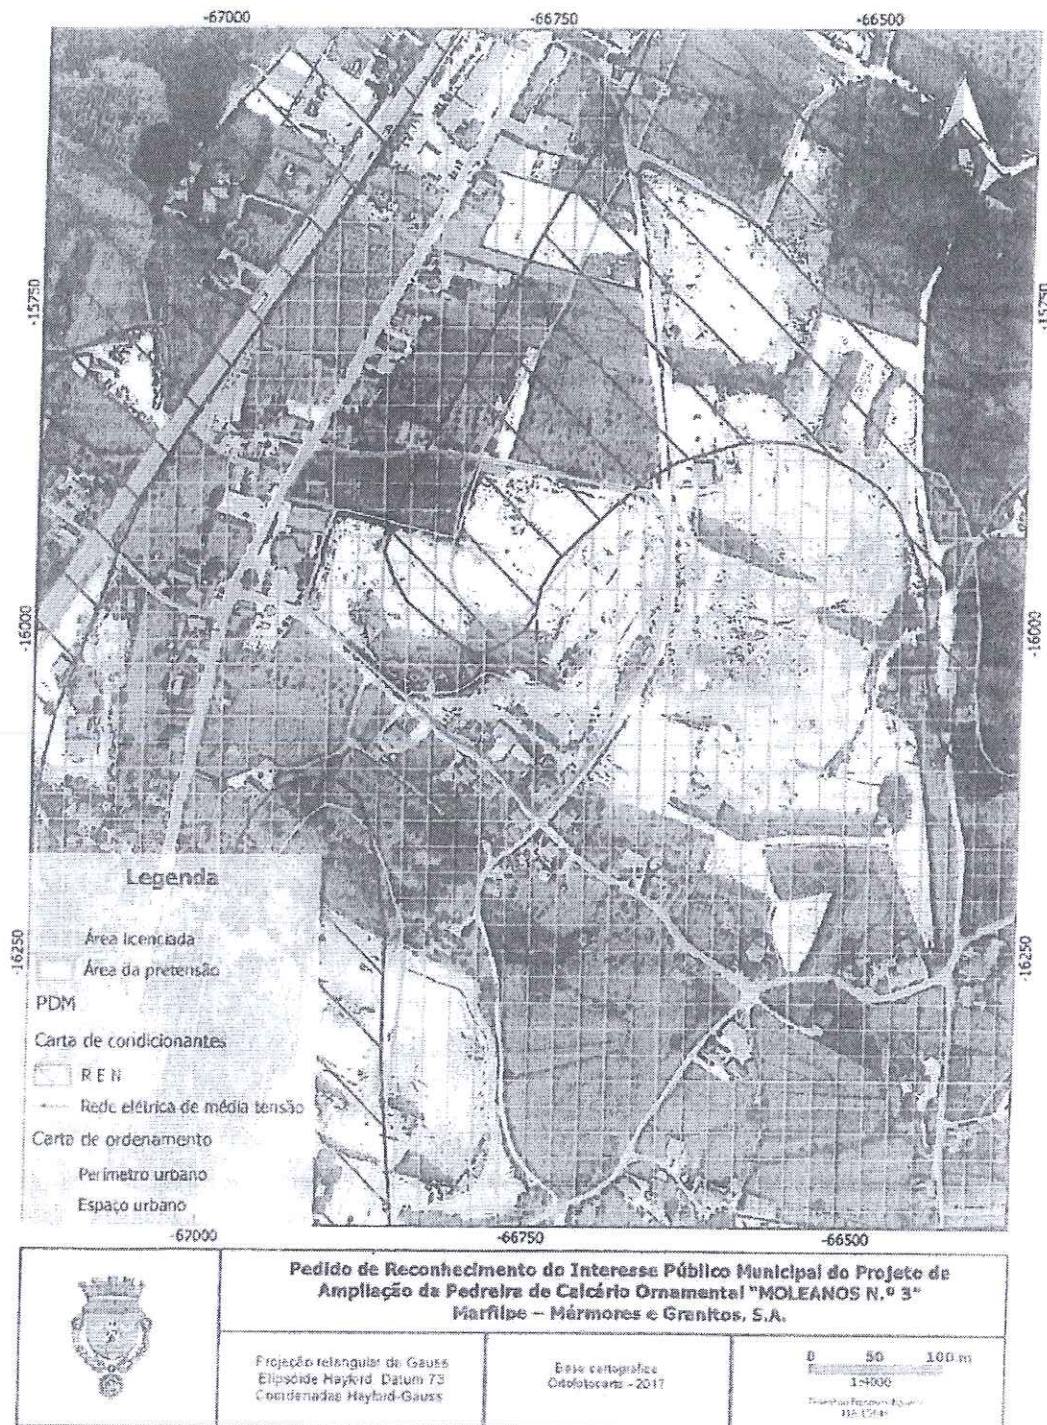 -67000 -66750 -66500
-15750 -15750
-16000 -16000
-16250 -16250
Legenda
Área licenciada
Área da pretensão
PDM
Carta de condicionantes
R E N
Rede elétrica de média tensão
Carta de ordenamento
Perímetro urbano
Espaço urbano
-67000 -66750 -66500
Pedido de Reconhecimento do Interesse Público Municipal do Projeto de
Ampliação da Pedreira de Calcário Ornamental "MOLEANOS N.º 3"
Marfilpe – Mármores e Granitos, S.A.
Projeção retangular de Gauss
Elipsóide Hayford Datum 73
Coordenadas Hayford-Gauss
Base cartográfica
Ortofotocarta - 2017
0 50 100 m
1:4000